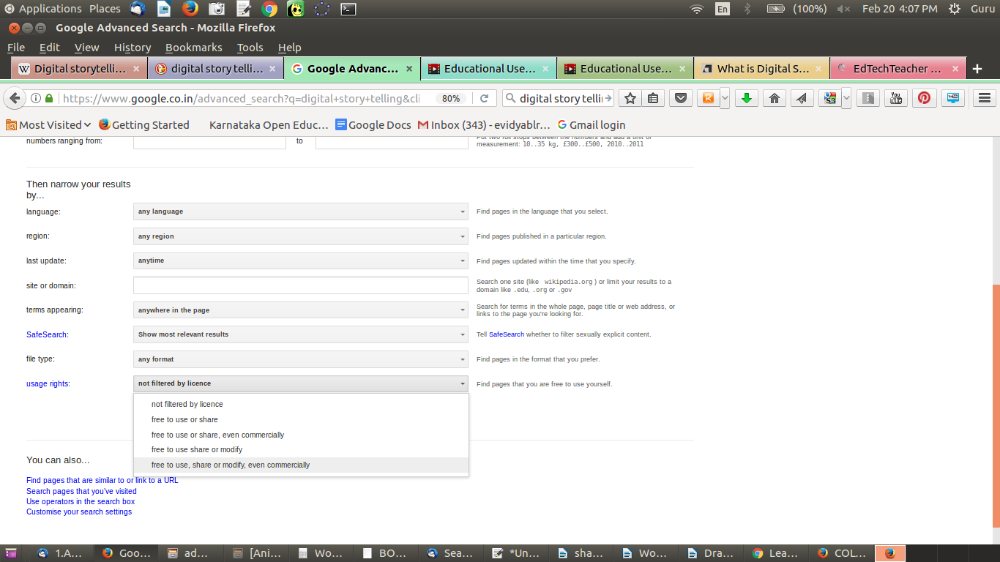 Applications Places En (100%) Feb 20 4:07 PM Guru
Google Advanced Search - Mozilla Firefox
File Edit View History Bookmarks Tools Help
Digital storytelli... digital story tell... Google Advanc... Educational Use... Educational Use... What is Digital S... EdTechTeacher ...
https://www.google.co.in/advanced_search?q=digital+story+telling&cli 80% digital story tellin
Most Visited Getting Started Karnataka Open Educ... Google Docs Inbox (343) - evidyablr... Gmail login
numbers ranging from: to Put two full stops between the numbers and add a unit of
measurement: 10..35 kg, £300..£500, 2010..2011
Then narrow your results
by...
language: any language Find pages in the language that you select.
region: any region Find pages published in a particular region.
last update: anytime Find pages updated within the time that you specify.
site or domain: Search one site (like wikipedia.org ) or limit your results to a
domain like .edu, .org or .gov
terms appearing: anywhere in the page Search for terms in the whole page, page title or web address, or
links to the page you're looking for.
SafeSearch: Show most relevant results Tell SafeSearch whether to filter sexually explicit content.
file type: any format Find pages in the format that you prefer.
usage rights: not filtered by licence Find pages that you are free to use yourself.
not filtered by licence
free to use or share
free to use or share, even commercially
free to use share or modify
free to use, share or modify, even commercially
You can also...
Find pages that are similar to or link to a URL
Search pages that you've visited
Use operators in the search box
Customise your search settings
1.A... Goo... ad... [Ani... Wo... BO... Sea... *Un... sha... Wo... Dra... Lea... COL...